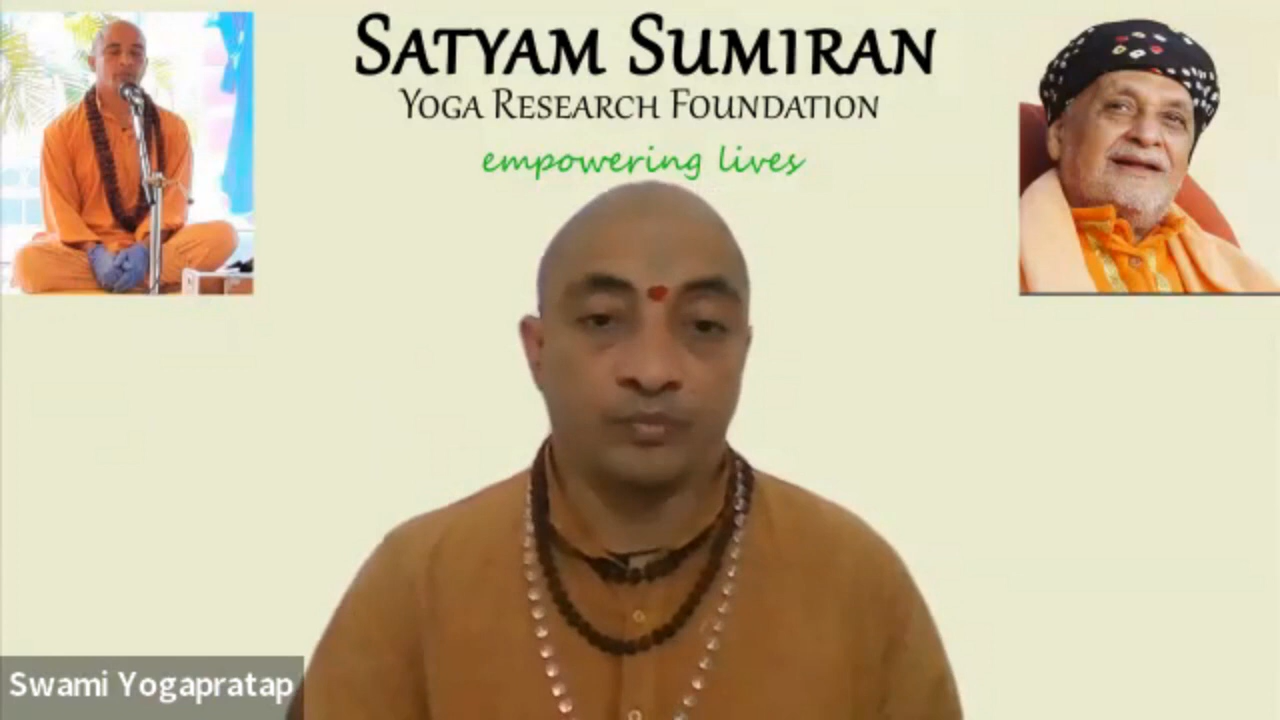 SATYAM SUMIRAN
YOGA RESEARCH FOUNDATION
empowering lives
Swami Yogapratap